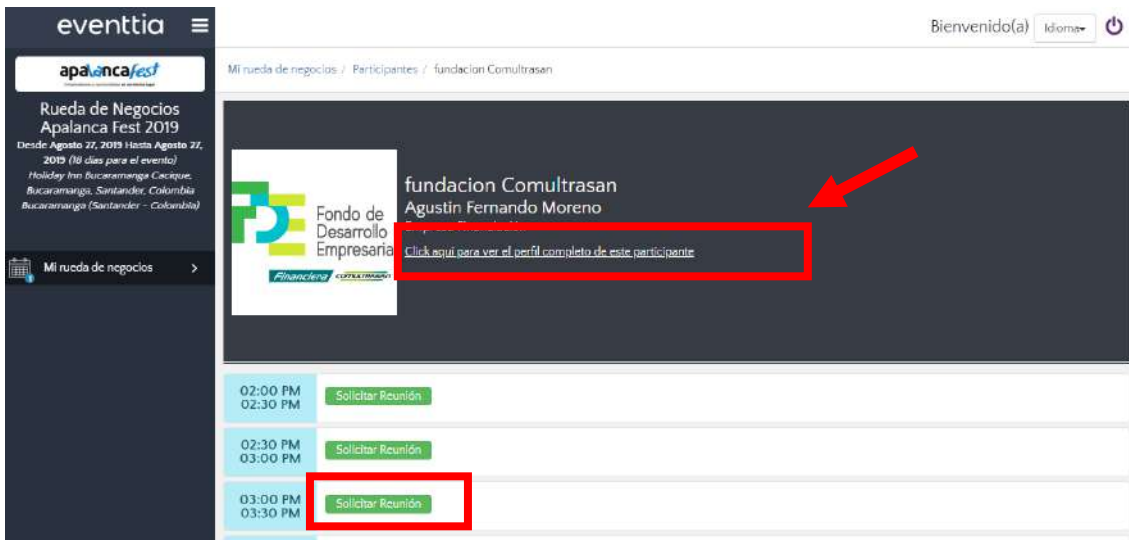 eventtia
Bienvenido(a)
Idioma
apalancafest
Mi rueda de negocios / Participantes / fundacion Comultrasan
Rueda de Negocios
Apalanca Fest 2019
Desde Agosto 27, 2019 Hasta Agosto 27,
2019 (18 días para el evento)
Holiday Inn Bucaramanga Cacique,
Bucaramanga, Santander, Colombia
Bucaramanga (Santander - Colombia)
Mi rueda de negocios
FDE
Fondo de
Desarrollo
Empresaria
Financiera comultrasan
fundacion Comultrasan
Agustin Fernando Moreno
Click aqui para ver el perfil completo de este participante
02:00 PM
02:30 PM
Solicitar Reunión
02:30 PM
03:00 PM
Solicitar Reunión
03:00 PM
03:30 PM
Solicitar Reunión